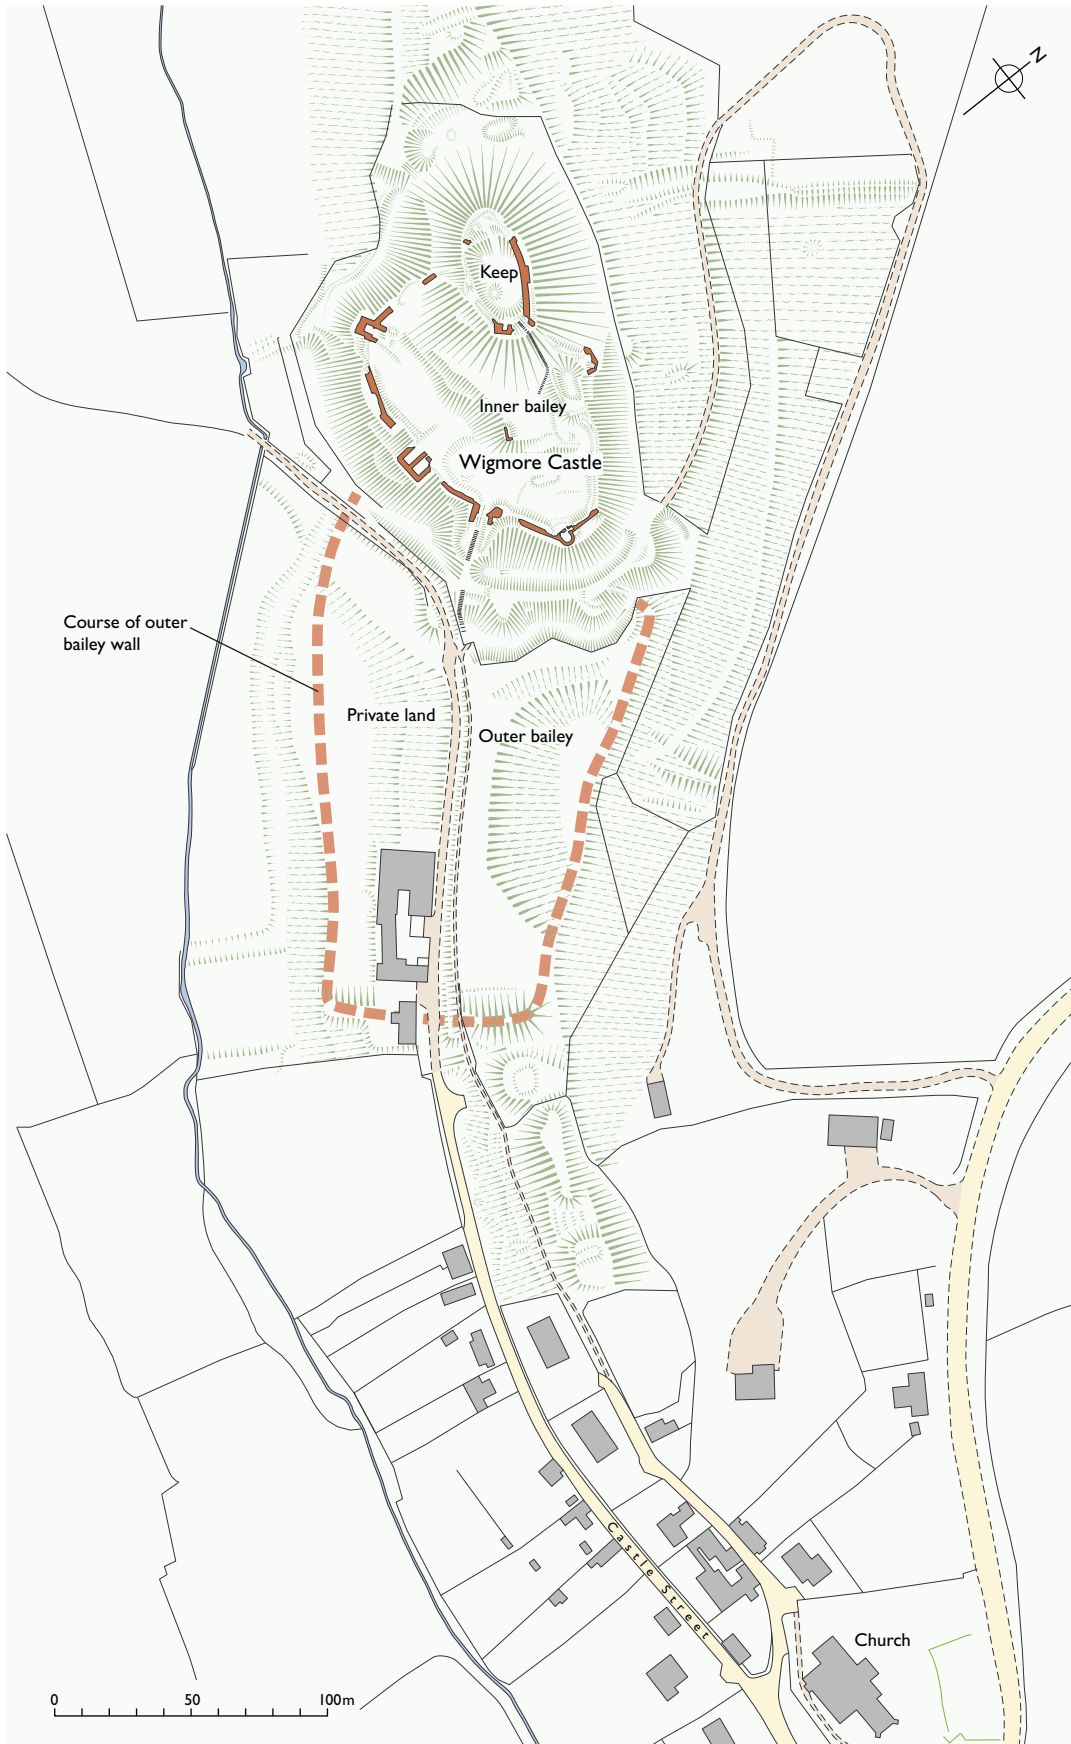 N
Keep
Inner bailey
Wigmore Castle
Course of outer
bailey wall
Private land
Outer bailey
Castle Street
Church
0 50 100m